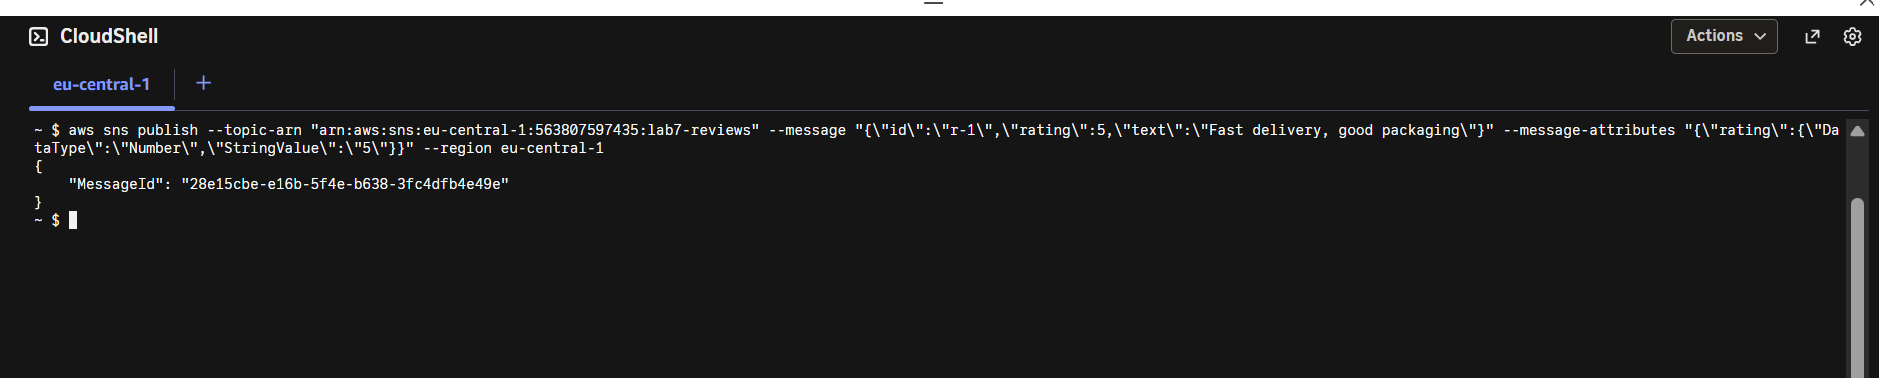 CloudShell
Actions
eu-central-1
+
~ $ aws sns publish --topic-arn "arn:aws:sns:eu-central-1:563807597435:lab7-reviews" --message "{\"id\":\"r-1\",\"rating\":5,\"text\":\"Fast delivery, good packaging\"}" --message-attributes "{\"rating\":{\"Da
taType\":\"Number\",\"StringValue\":\"5\"}}" --region eu-central-1
{
    "MessageId": "28e15cbe-e16b-5f4e-b638-3fc4dfb4e49e"
}
~ $